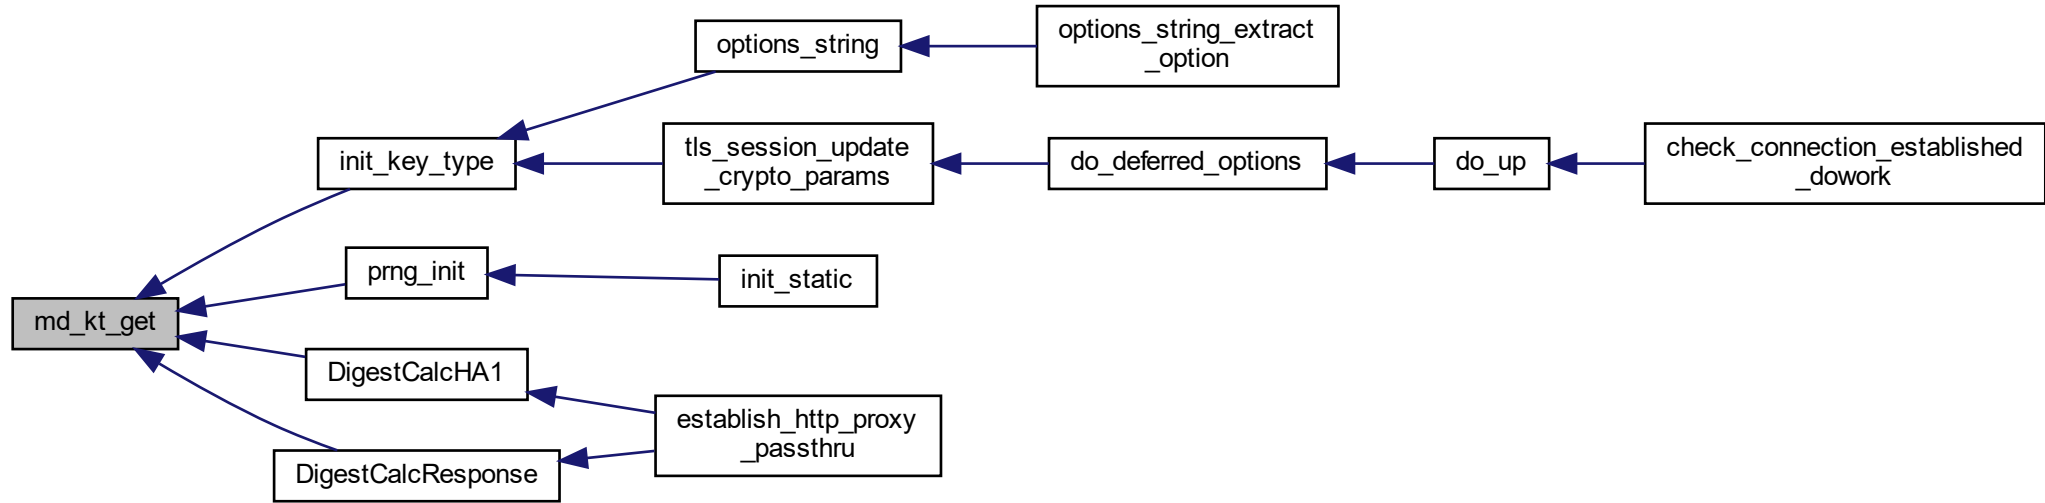 options_string
options_string_extract
_option
init_key_type
tls_session_update
_crypto_params
do_deferred_options
do_up
check_connection_established
_dowork
prng_init
init_static
md_kt_get
DigestCalcHA1
establish_http_proxy
_passthru
DigestCalcResponse